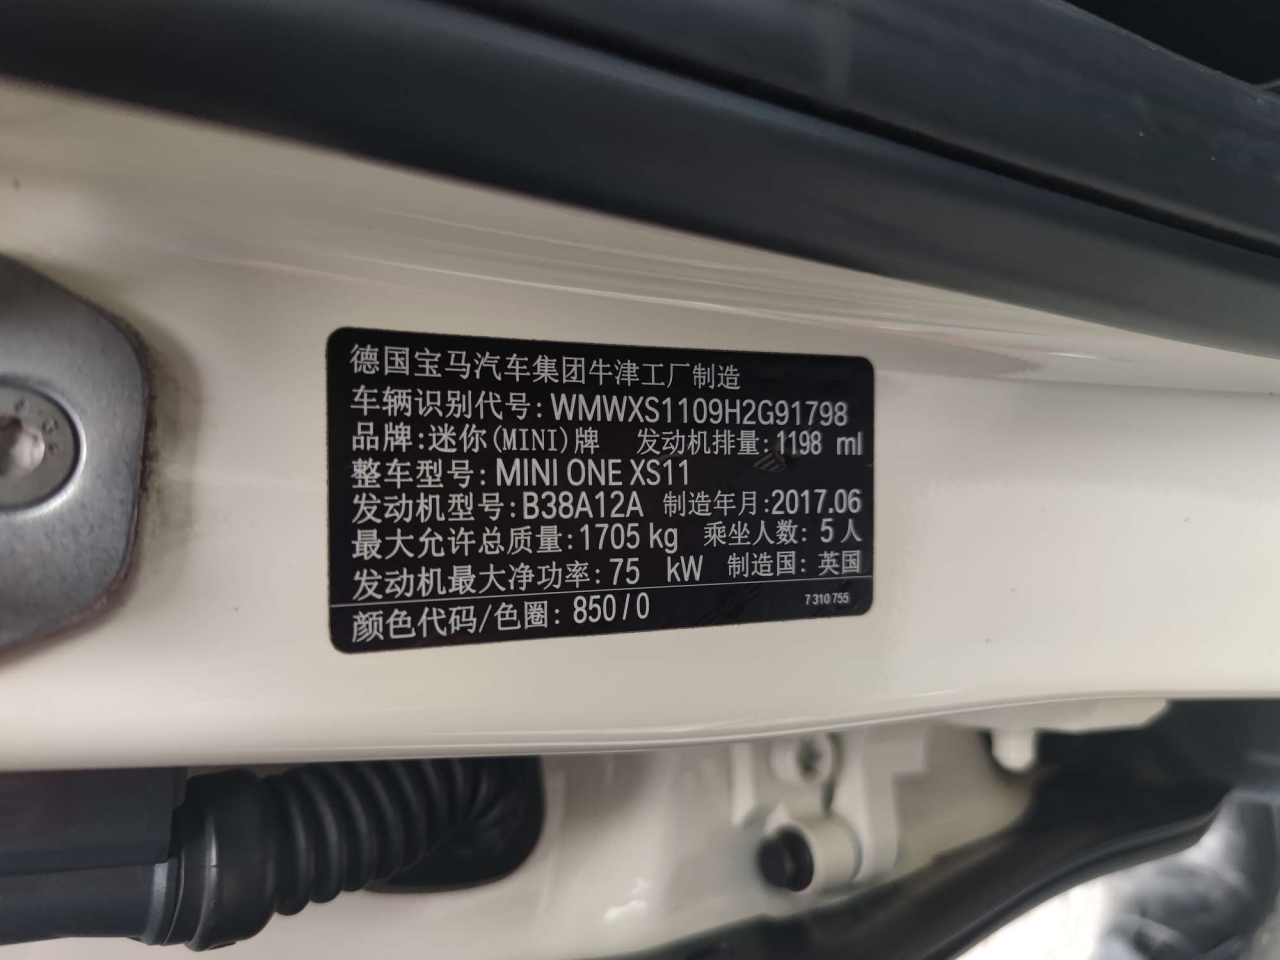 德国宝马汽车集团牛津工厂制造
车辆识别代号: WMWXS1109H2G91798
品牌:迷你(MINI)牌 发动机排量:1198 ml
整车型号: MINI ONE XS11
发动机型号: B38A12A 制造年月:2017.06
最大允许总质量:1705 kg 乘坐人数: 5 人
发动机最大净功率: 75 kW 制造国: 英国
颜色代码/色圈: 850/0 7 310 755